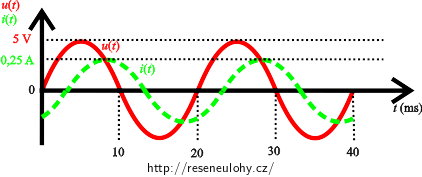 u(t)
i(t)
5 V
u(t)
i(t)
0,25 A
0
t (ms)
10
20
30
40
http://reseneulohy.cz/